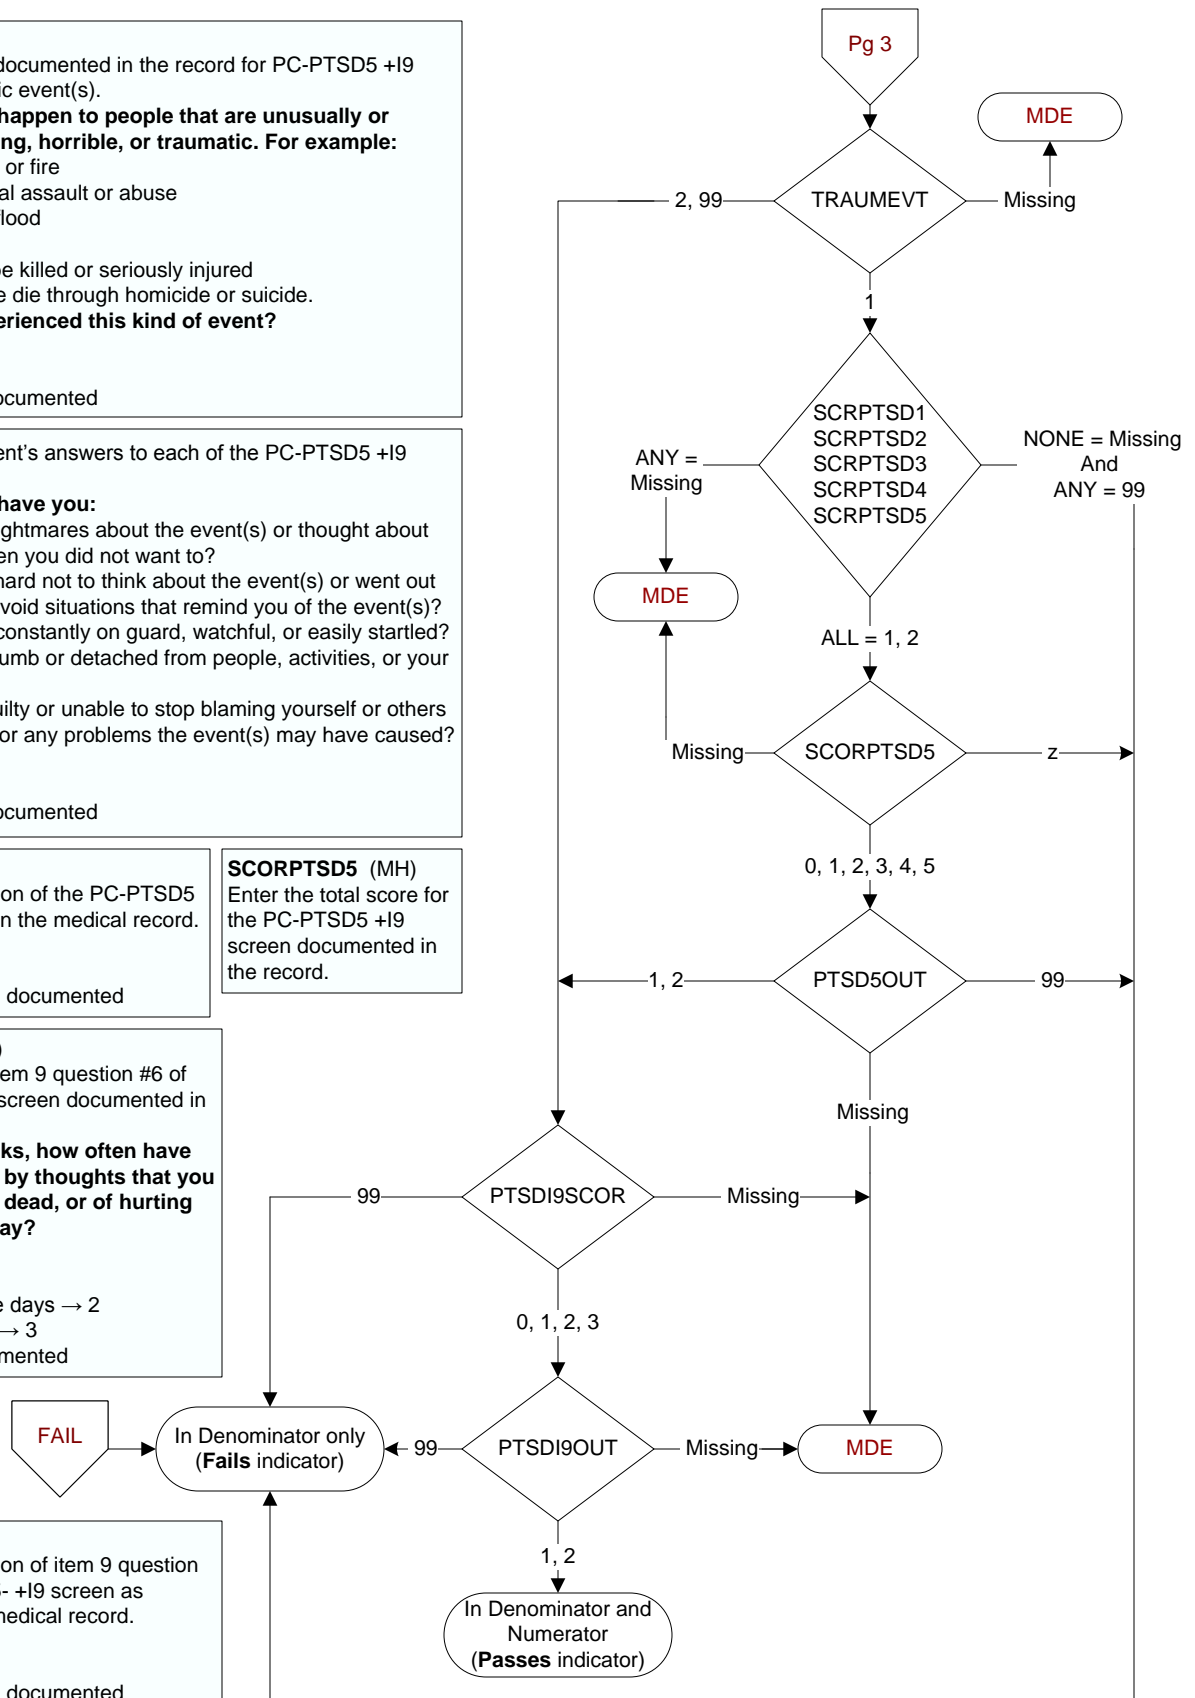 documented in the record for PC-PTSD5 +I9
ic event(s).
happen to people that are unusually or
ng, horrible, or traumatic. For example:
or fire
al assault or abuse
flood
be killed or seriously injured
e die through homicide or suicide.
erienced this kind of event?
ocumented
ent's answers to each of the PC-PTSD5 +I9
have you:
ightmares about the event(s) or thought about
en you did not want to?
hard not to think about the event(s) or went out
void situations that remind you of the event(s)?
constantly on guard, watchful, or easily startled?
umb or detached from people, activities, or your
uilty or unable to stop blaming yourself or others
or any problems the event(s) may have caused?
ocumented
on of the PC-PTSD5
n the medical record.
documented
SCORPTSD5 (MH)
Enter the total score for
the PC-PTSD5 +I9
screen documented in
the record.
)
em 9 question #6 of
screen documented in
ks, how often have
by thoughts that you
dead, or of hurting
ay?
e days → 2
→ 3
mented
on of item 9 question
- +I9 screen as
medical record.
documented
Pg 3
MDE
TRAUMEVT
2, 99
Missing
1
SCRPTSD1
SCRPTSD2
SCRPTSD3
SCRPTSD4
SCRPTSD5
ANY =
Missing
NONE = Missing
And
ANY = 99
MDE
ALL = 1, 2
Missing
SCORPTSD5
z
0, 1, 2, 3, 4, 5
1, 2
PTSD5OUT
99
Missing
99
PTSDI9SCOR
Missing
0, 1, 2, 3
FAIL
In Denominator only
(Fails indicator)
99
PTSDI9OUT
Missing
MDE
1, 2
In Denominator and
Numerator
(Passes indicator)